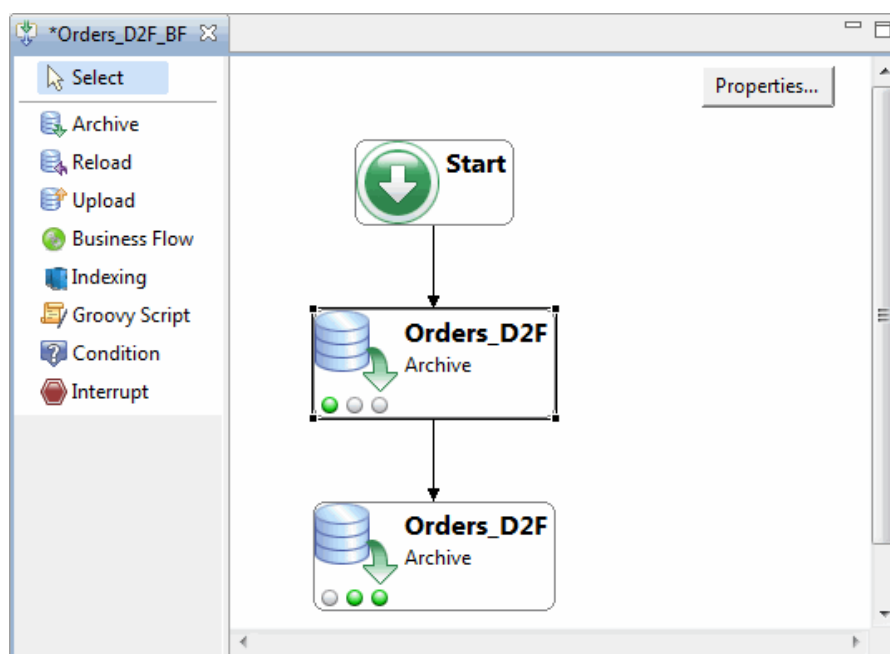 *Orders_D2F_BF
Select
Archive
Reload
Upload
Business Flow
Indexing
Groovy Script
Condition
Interrupt
Properties...
Start
Orders_D2F
Archive
Orders_D2F
Archive